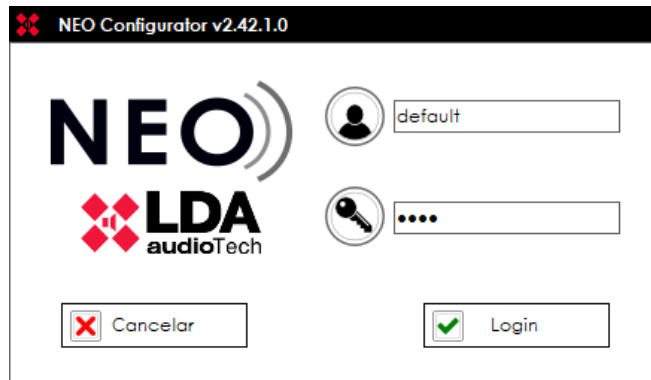 NEO Configurator v2.42.1.0
NEO
default
LDA
audioTech
••••
Cancelar
Login